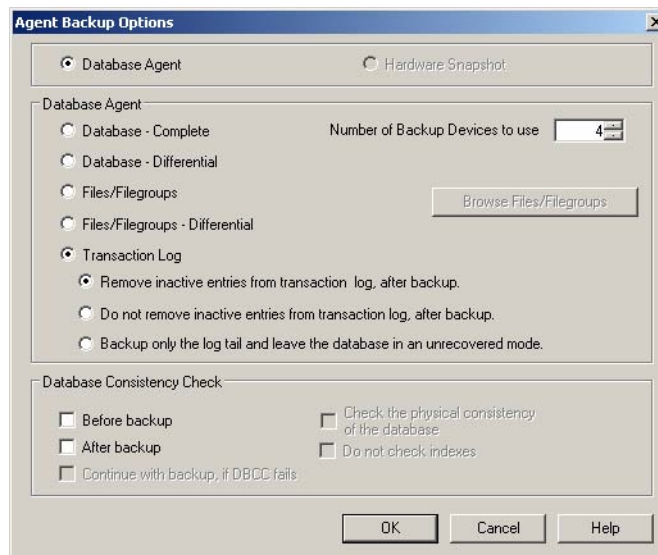 Agent Backup Options
Database Agent
Hardware Snapshot
Database Agent
Database - Complete
Number of Backup Devices to use
4
Database - Differential
Files/Filegroups
Browse Files/Filegroups
Files/Filegroups - Differential
Transaction Log
Remove inactive entries from transaction log, after backup.
Do not remove inactive entries from transaction log, after backup.
Backup only the log tail and leave the database in an unrecovered mode.
Database Consistency Check
Before backup
Check the physical consistency
of the database
After backup
Do not check indexes
Continue with backup, if DBCC fails
OK
Cancel
Help